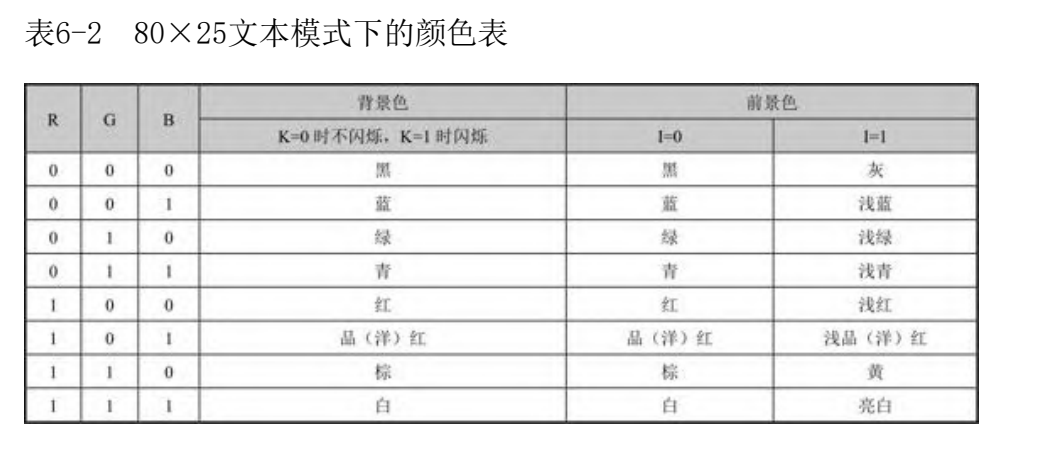 表6-2 80×25文本模式下的颜色表
R G B 背景色 前景色
K=0 时不闪烁，K=1 时闪烁 I=0 I=1
0 0 0 黑 黑 灰
0 0 1 蓝 蓝 浅蓝
0 1 0 绿 绿 浅绿
0 1 1 青 青 浅青
1 0 0 红 红 浅红
1 0 1 品（洋）红 品（洋）红 浅品（洋）红
1 1 0 棕 棕 黄
1 1 1 白 白 亮白